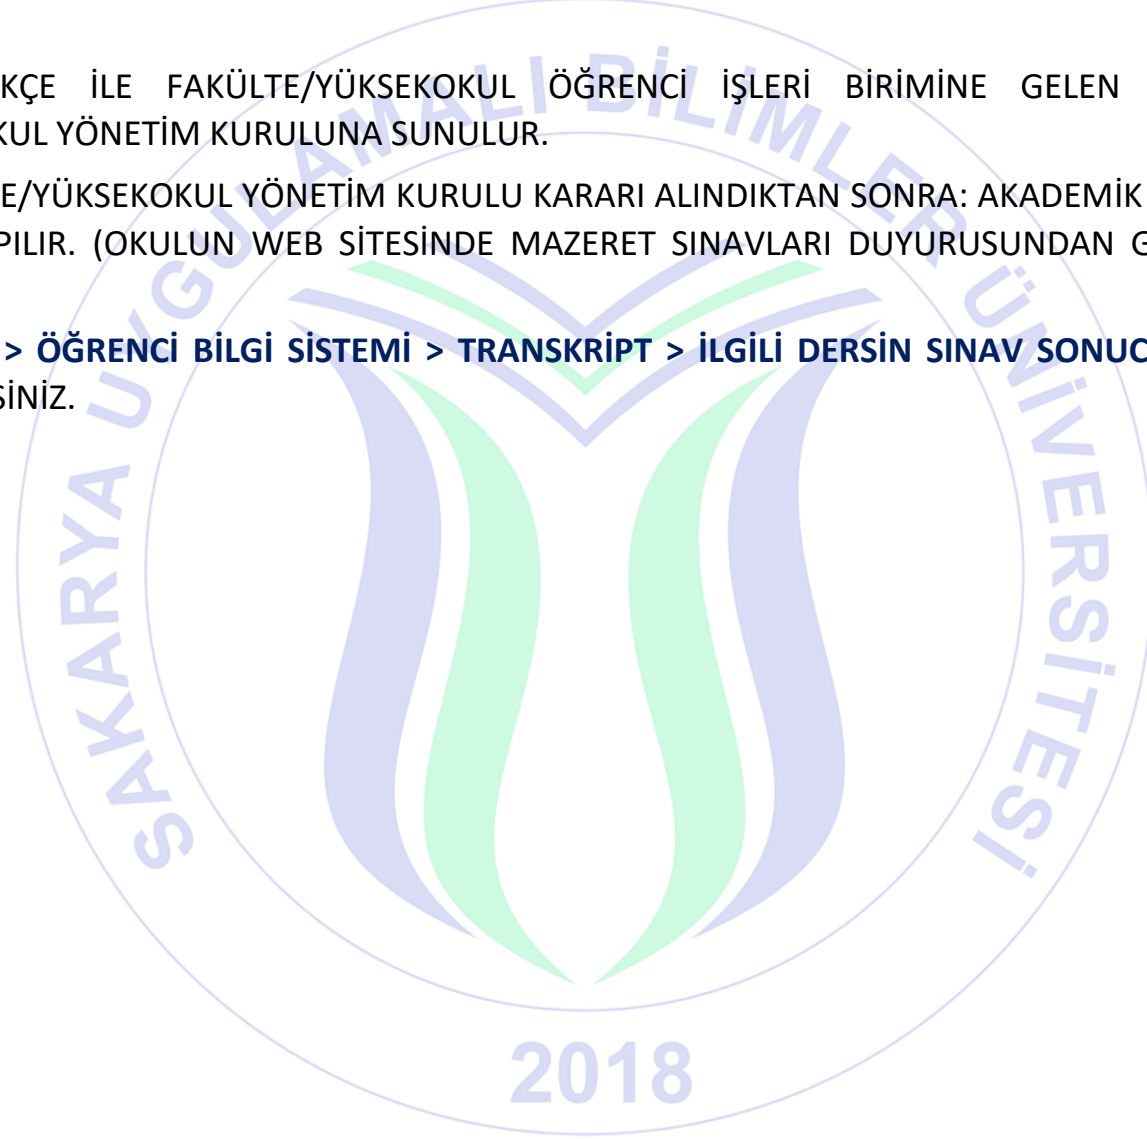 KÇE İLE FAKÜLTE/YÜKSEKOKUL ÖĞRENCİ İŞLERİ BİRİMİNE GELEN
KUL YÖNETİM KURULUNA SUNULUR.
E/YÜKSEKOKUL YÖNETİM KURULU KARARI ALINDIKTAN SONRA: AKADEMİK
PILIR. (OKULUN WEB SİTESİNDE MAZERET SINAVLARI DUYURUSUNDAN G
> ÖĞRENCİ BİLGİ SİSTEMİ > TRANSKRİPT > İLGİLİ DERSİN SINAV SONUC
SİNİZ.
SAKARYA UYGULAMALI BİLİMLER ÜNİVERSİTESİ
2018